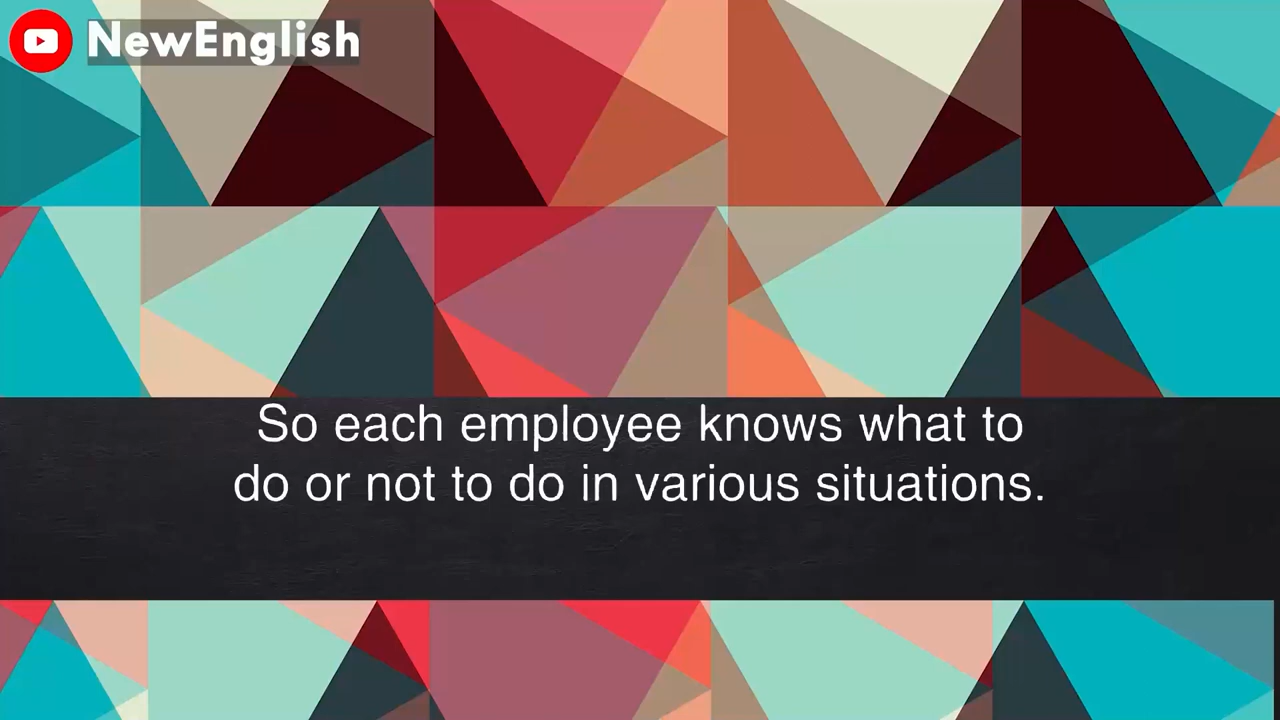 NewEnglish
So each employee knows what to
do or not to do in various situations.